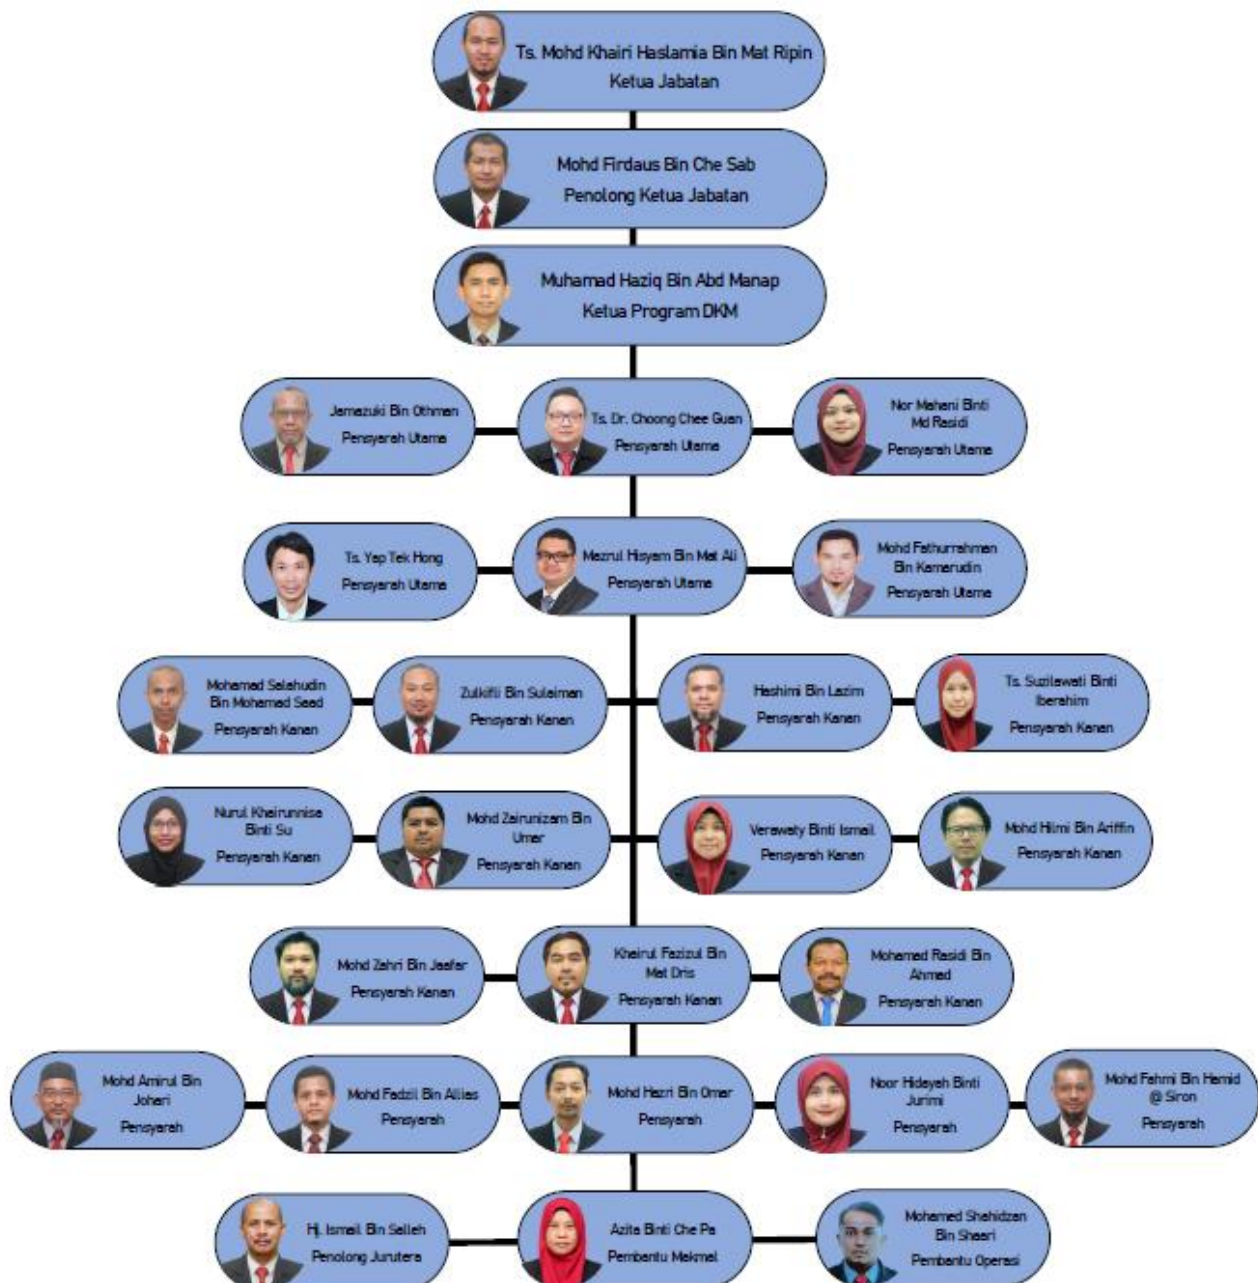 Ts. Mohd Khairi Haslamia Bin Mat Ripin
Ketua Jabatan
Mohd Firdaus Bin Che Sab
Penolong Ketua Jabatan
Muhamad Haziq Bin Abd Manap
Ketua Program DKM
Jamazuki Bin Othman
Pensyarah Utama
Ts. Dr. Choong Chee Guan
Pensyarah Utama
Nor Mahani Binti
Md Rasidi
Pensyarah Utama
Ts. Yap Tek Hong
Pensyarah Utama
Mazrul Hisyam Bin Mat Ali
Pensyarah Utama
Mohd Fathurrahman
Bin Kamarudin
Pensyarah Utama
Mohamad Salahudin
Bin Mohamad Saad
Pensyarah Kanan
Zulkifli Bin Sulaiman
Pensyarah Kanan
Hashimi Bin Lazim
Pensyarah Kanan
Ts. Suzilawati Binti
Iberahim
Pensyarah Kanan
Nurul Khairunnisa
Binti Su
Pensyarah Kanan
Mohd Zairunizam Bin
Umar
Pensyarah Kanan
Verawaty Binti Ismail
Pensyarah Kanan
Mohd Hilmi Bin Ariffin
Pensyarah Kanan
Mohd Zahri Bin Jaafar
Pensyarah Kanan
Khairul Fazizul Bin
Mat Dris
Pensyarah Kanan
Mohamad Rasidi Bin
Ahmad
Pensyarah Kanan
Mohd Amirul Bin
Johari
Pensyarah
Mohd Fadzil Bin Allias
Pensyarah
Mohd Hazri Bin Omar
Pensyarah
Noor Hidayah Binti
Jurimi
Pensyarah
Mohd Fahmi Bin Hamid
@ Siron
Pensyarah
Hj. Ismail Bin Salleh
Penolong Jurutera
Azita Binti Che Pa
Pembantu Makmal
Mohamed Shahidzan
Bin Shaari
Pembantu Operasi